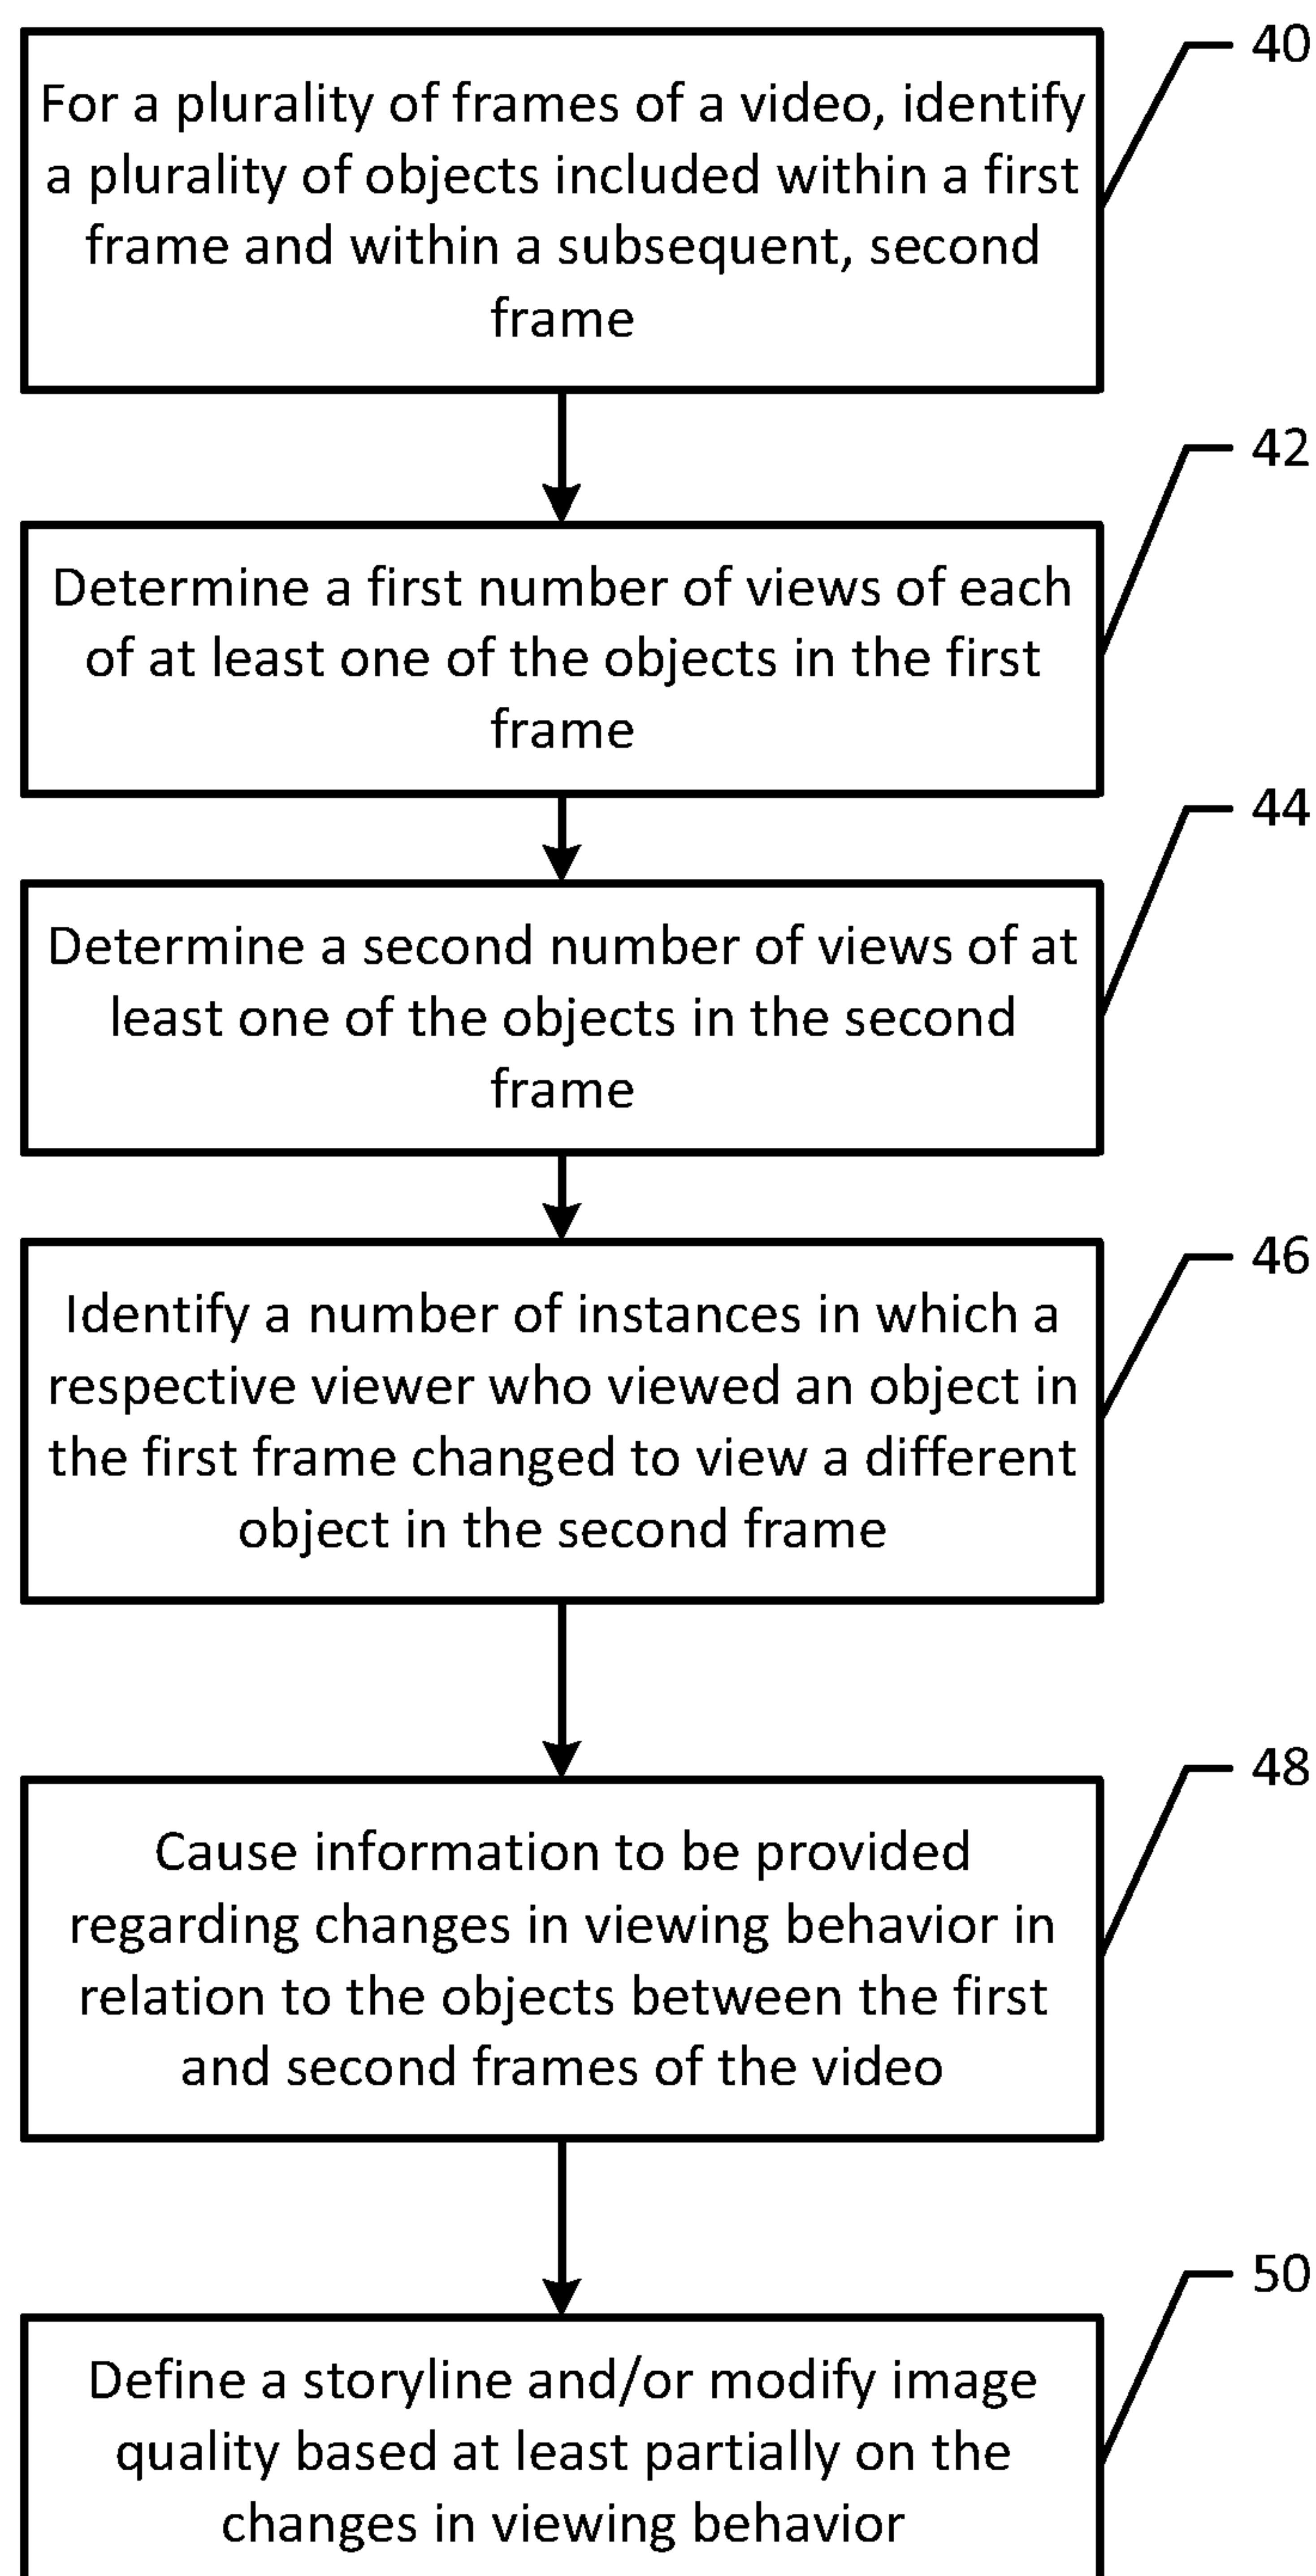 40
For a plurality of frames of a video, identify
a plurality of objects included within a first
frame and within a subsequent, second
frame
42
Determine a first number of views of each
of at least one of the objects in the first
frame
44
Determine a second number of views of at
least one of the objects in the second
frame
46
Identify a number of instances in which a
respective viewer who viewed an object in
the first frame changed to view a different
object in the second frame
48
Cause information to be provided
regarding changes in viewing behavior in
relation to the objects between the first
and second frames of the video
50
Define a storyline and/or modify image
quality based at least partially on the
changes in viewing behavior